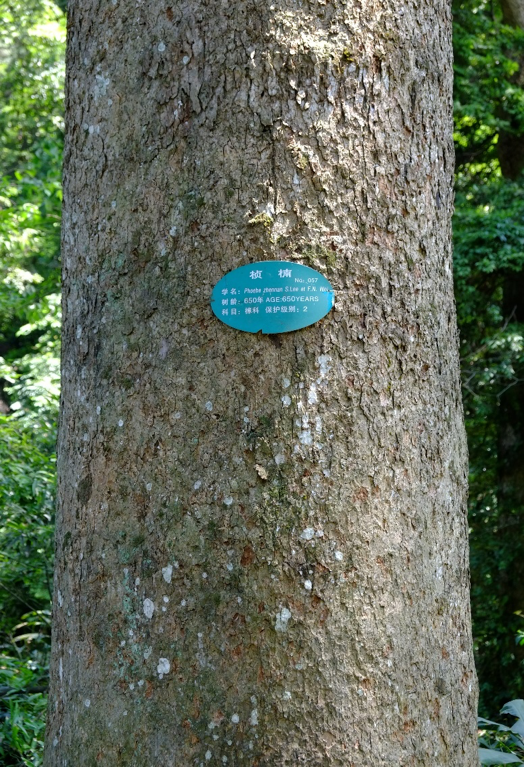 桢楠
No. 057
学名: Phoebe zhennan S.Lee et F.N. We
树龄: 650年 AGE:650YEARS
科目: 樟科 保护级别: 2